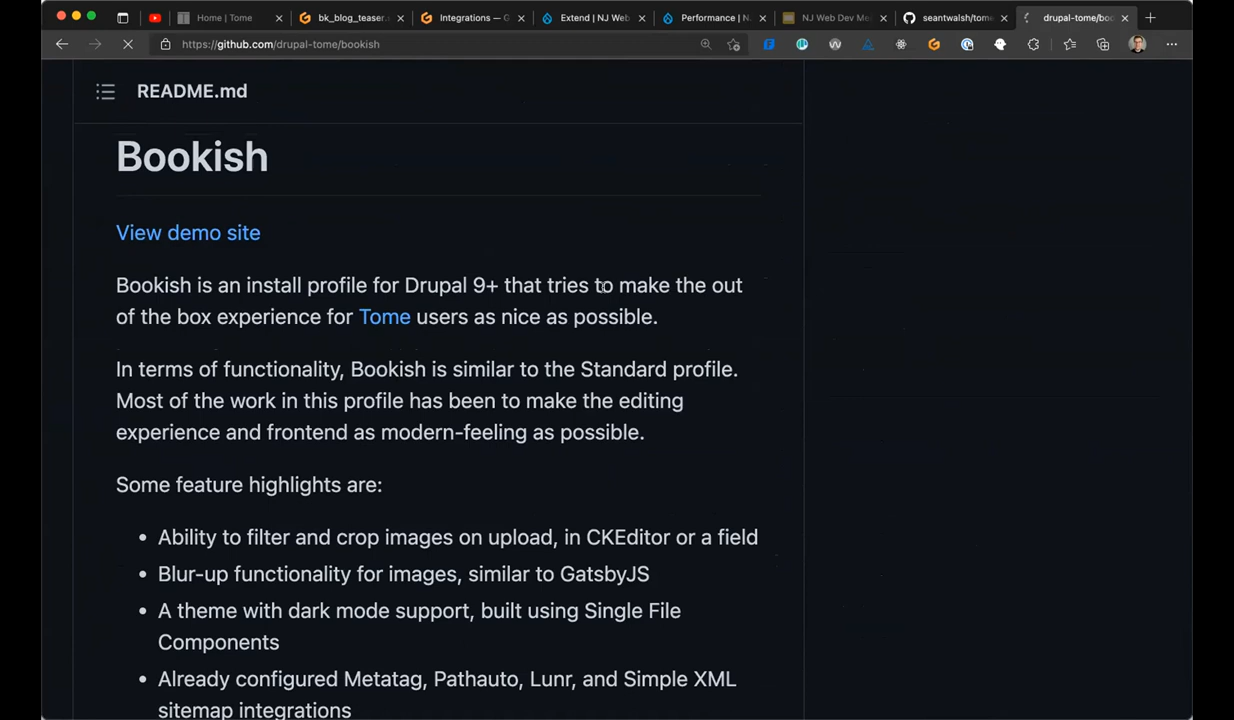 Home | Tome
bk_blog_teaser.
Integrations — G
Extend | NJ Web
Performance | N
NJ Web Dev Me
seantwalsh/tome
drupal-tome/boo
https://github.com/drupal-tome/bookish
README.md
Bookish
View demo site
Bookish is an install profile for Drupal 9+ that tries to make the out
of the box experience for Tome users as nice as possible.
In terms of functionality, Bookish is similar to the Standard profile.
Most of the work in this profile has been to make the editing
experience and frontend as modern-feeling as possible.
Some feature highlights are:
• Ability to filter and crop images on upload, in CKEditor or a field
• Blur-up functionality for images, similar to GatsbyJS
• A theme with dark mode support, built using Single File
Components
• Already configured Metatag, Pathauto, Lunr, and Simple XML
sitemap integrations